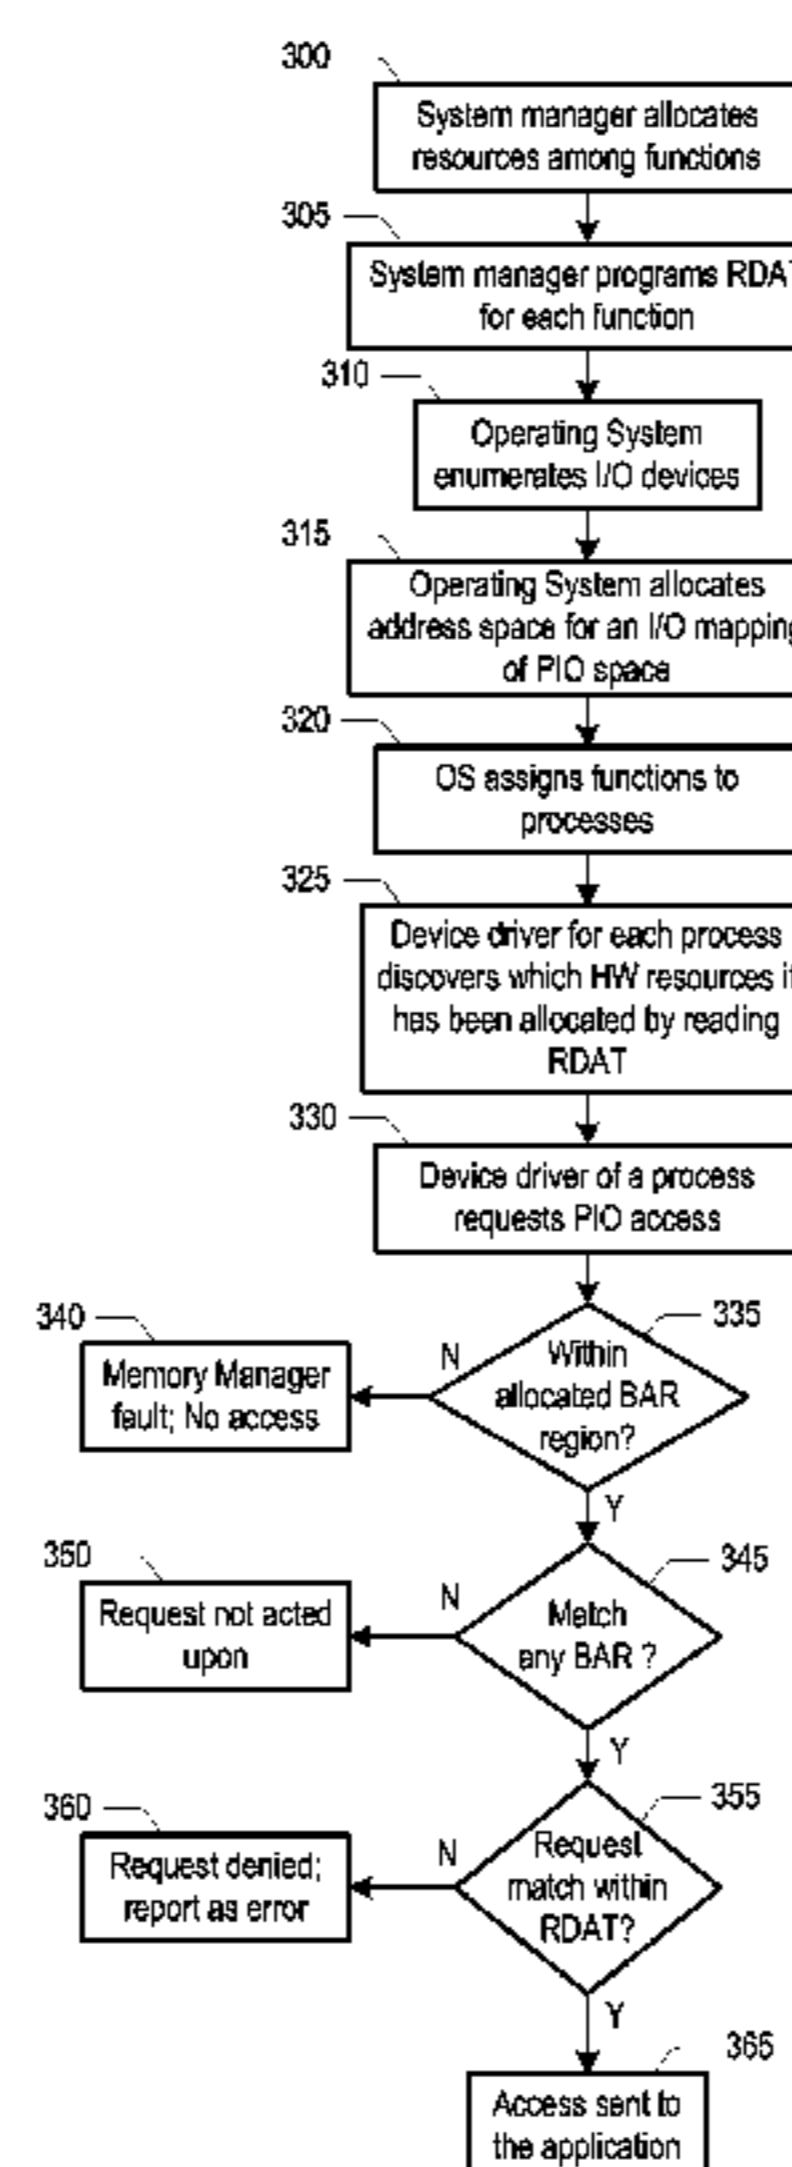 300
System manager allocates
resources among functions
305
System manager programs RDAT
for each function
310
Operating System
enumerates I/O devices
315
Operating System allocates
address space for an I/O mapping
of PIO space
320
OS assigns functions to
processes
325
Device driver for each process
discovers which HW resources it
has been allocated by reading
RDAT
330
Device driver of a process
requests PIO access
335
Within
allocated BAR
region?
N
340
Memory Manager
fault; No access
Y
345
Match
any BAR ?
N
350
Request not acted
upon
Y
355
Request
match within
RDAT?
N
360
Request denied;
report as error
Y
365
Access sent to
the application